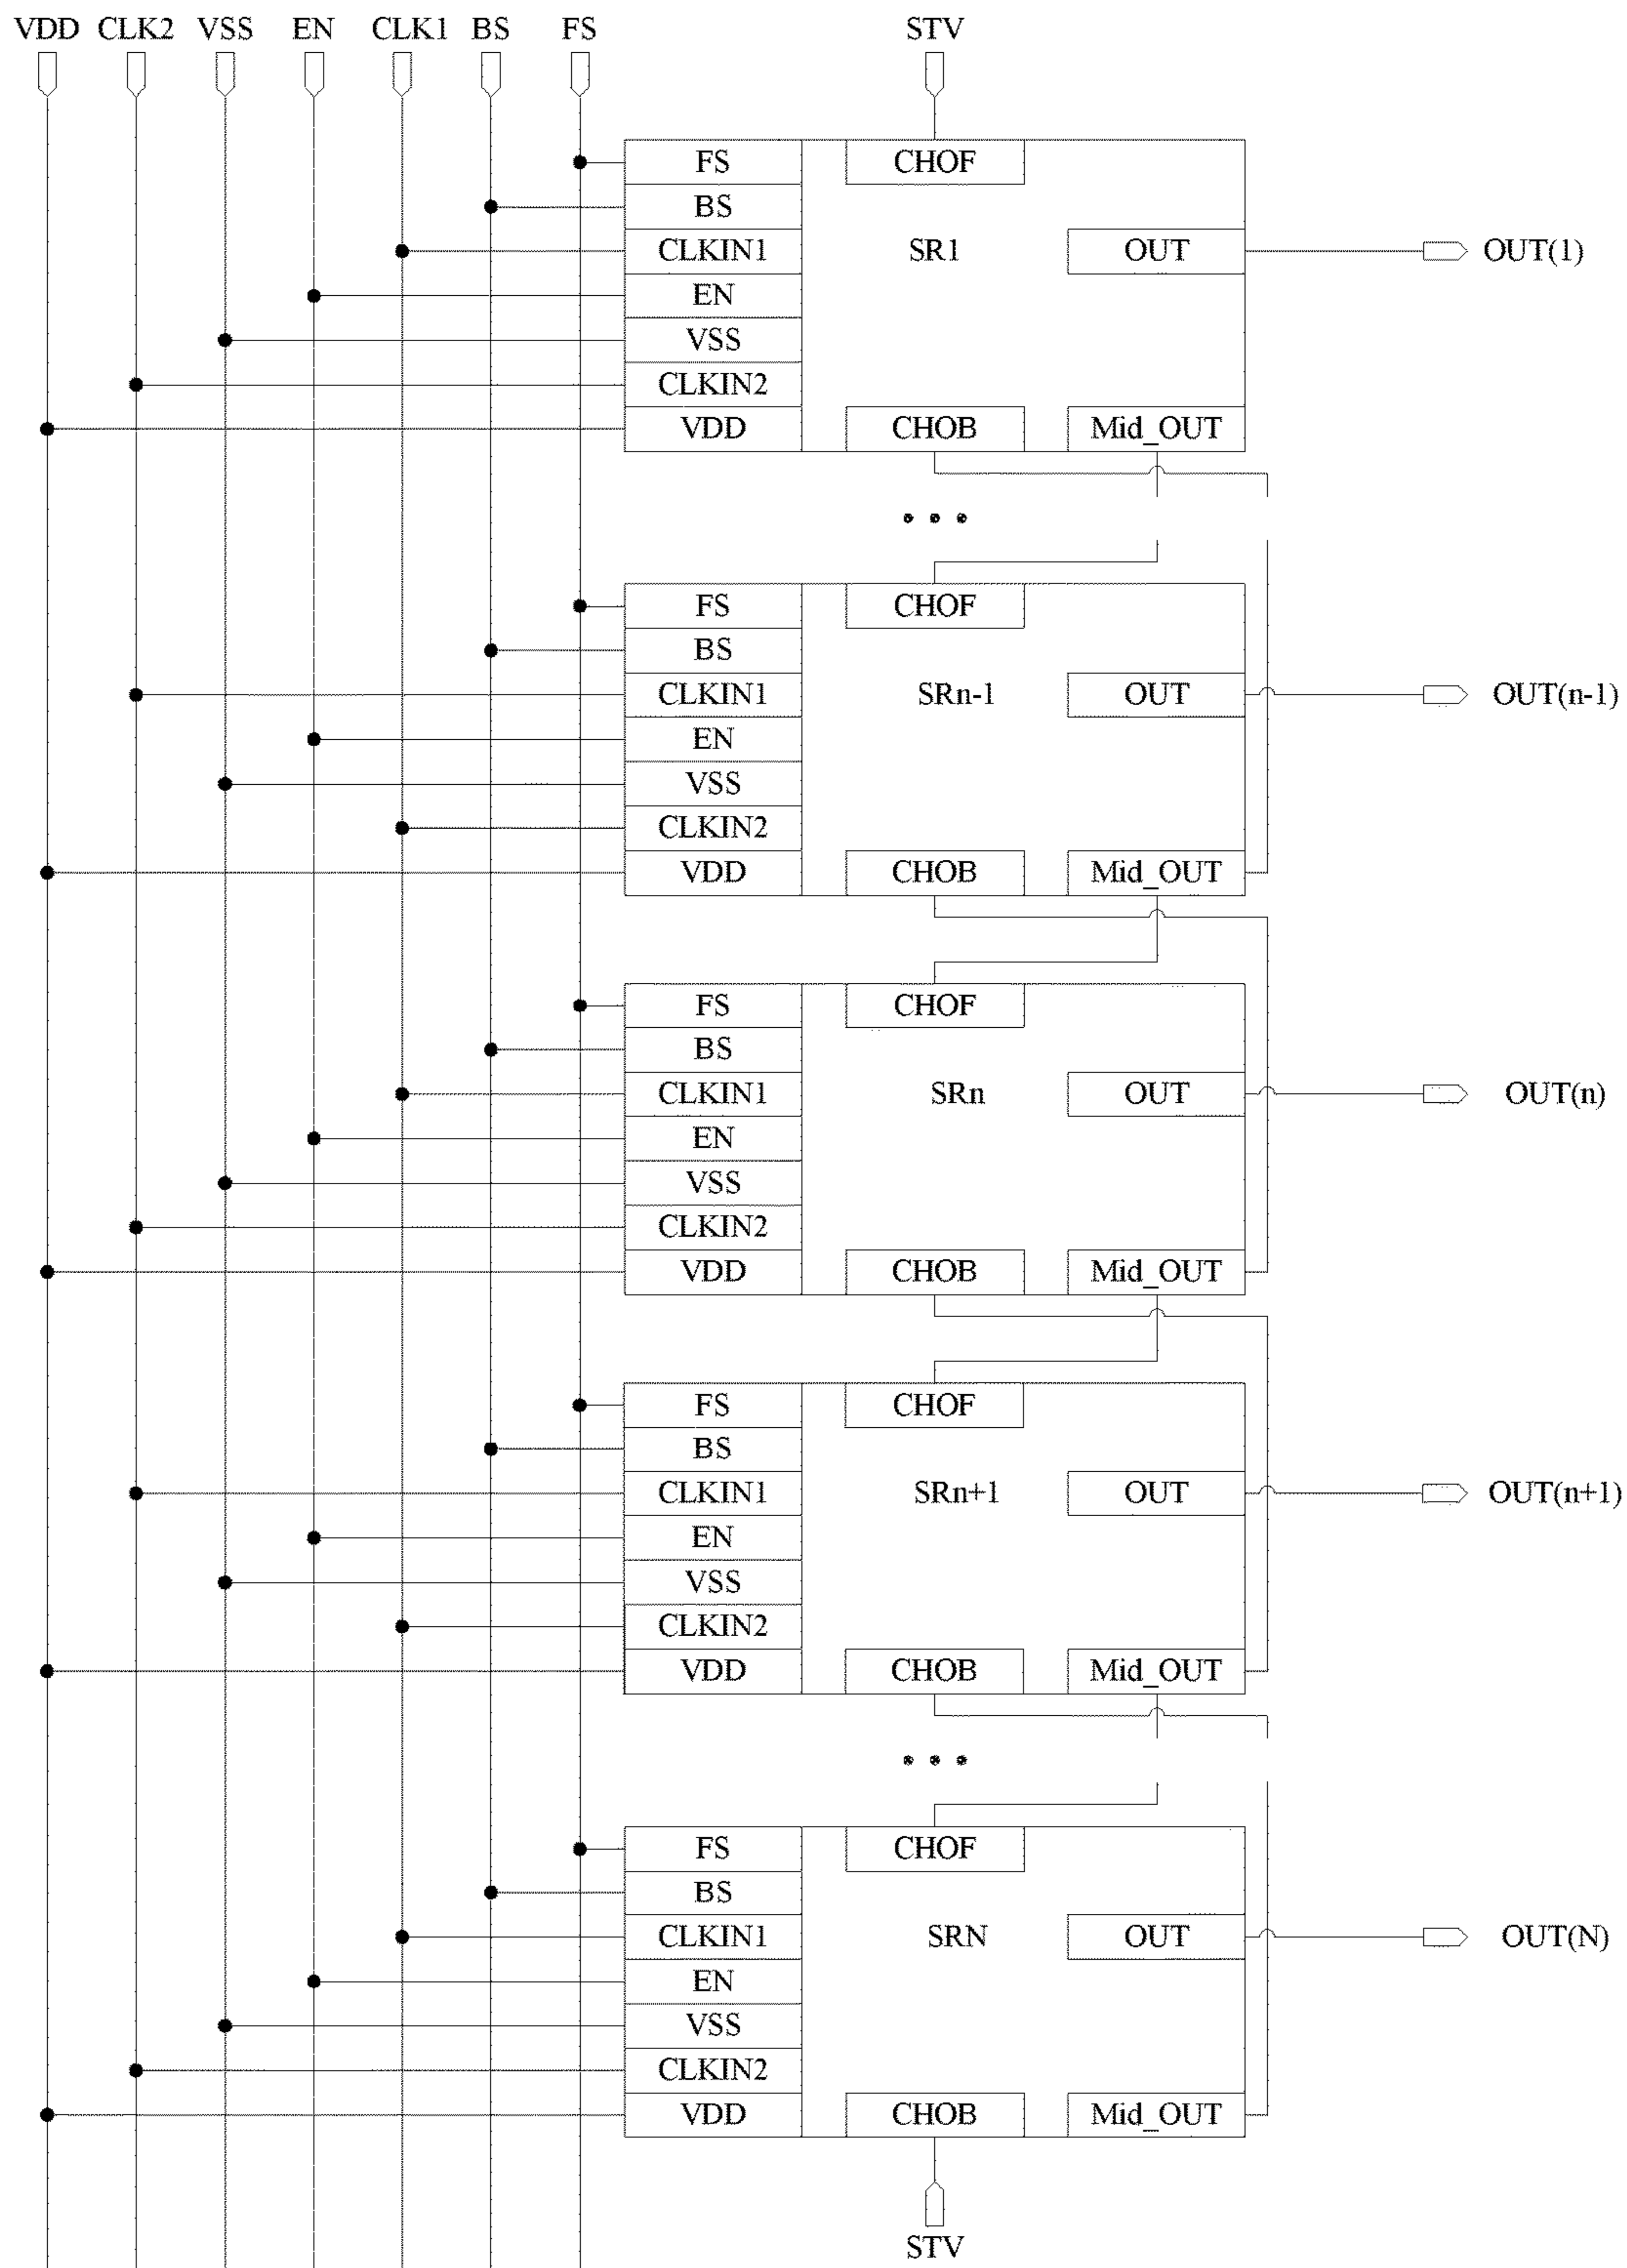 VDD CLK2 VSS EN CLK1 BS FS STV
FS CHOF
BS
CLKIN1 SR1 OUT OUT(1)
EN
VSS
CLKIN2
VDD CHOB Mid_OUT
FS CHOF
BS
CLKIN1 SRn-1 OUT OUT(n-1)
EN
VSS
CLKIN2
VDD CHOB Mid_OUT
FS CHOF
BS
CLKIN1 SRn OUT OUT(n)
EN
VSS
CLKIN2
VDD CHOB Mid_OUT
FS CHOF
BS
CLKIN1 SRn+1 OUT OUT(n+1)
EN
VSS
CLKIN2
VDD CHOB Mid_OUT
FS CHOF
BS
CLKIN1 SRN OUT OUT(N)
EN
VSS
CLKIN2
VDD CHOB Mid_OUT
STV